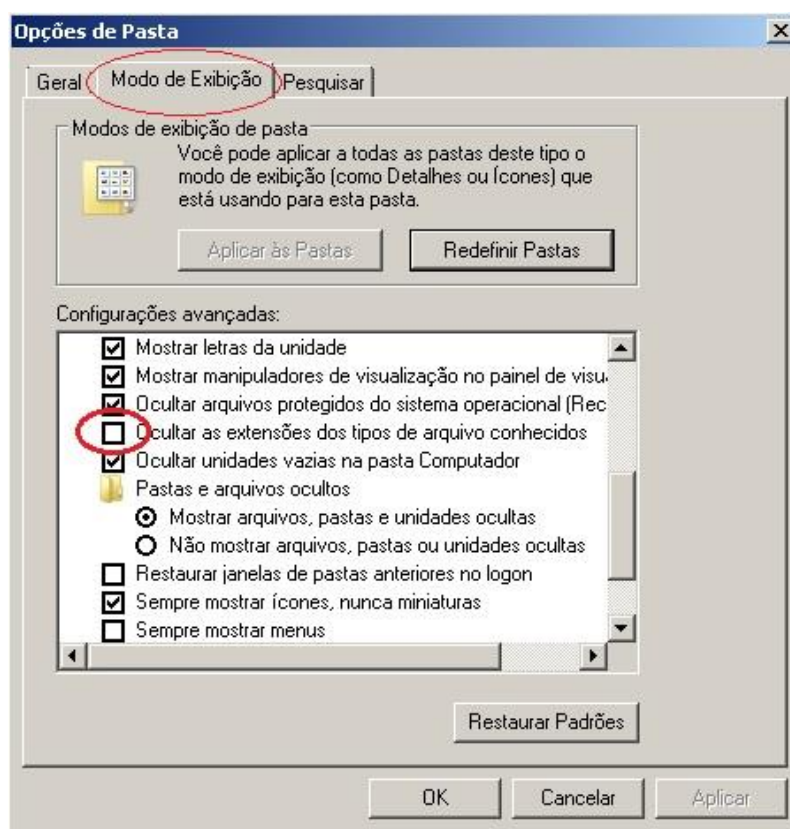 Opções de Pasta
Geral Modo de Exibição Pesquisar
Modos de exibição de pasta
Você pode aplicar a todas as pastas deste tipo o
modo de exibição (como Detalhes ou Ícones) que
está usando para esta pasta.
Aplicar às Pastas Redefinir Pastas
Configurações avançadas:
Mostrar letras da unidade
Mostrar manipuladores de visualização no painel de visu
Ocultar arquivos protegidos do sistema operacional (Rec
Ocultar as extensões dos tipos de arquivo conhecidos
Ocultar unidades vazias na pasta Computador
Pastas e arquivos ocultos
Mostrar arquivos, pastas e unidades ocultas
Não mostrar arquivos, pastas ou unidades ocultas
Restaurar janelas de pastas anteriores no logon
Sempre mostrar ícones, nunca miniaturas
Sempre mostrar menus
Restaurar Padrões
OK Cancelar Aplicar